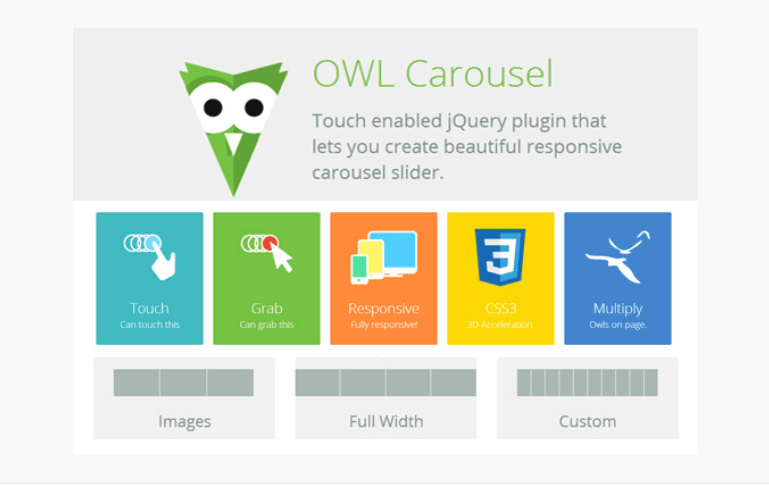 OWL Carousel
Touch enabled jQuery plugin that
lets you create beautiful responsive
carousel slider.
3
Touch
Can touch this
Grab
Can grab this
Responsive
Fully responsive!
CSS3
3D Acceleration.
Multiply
Owls on page.
Images
Full Width
Custom